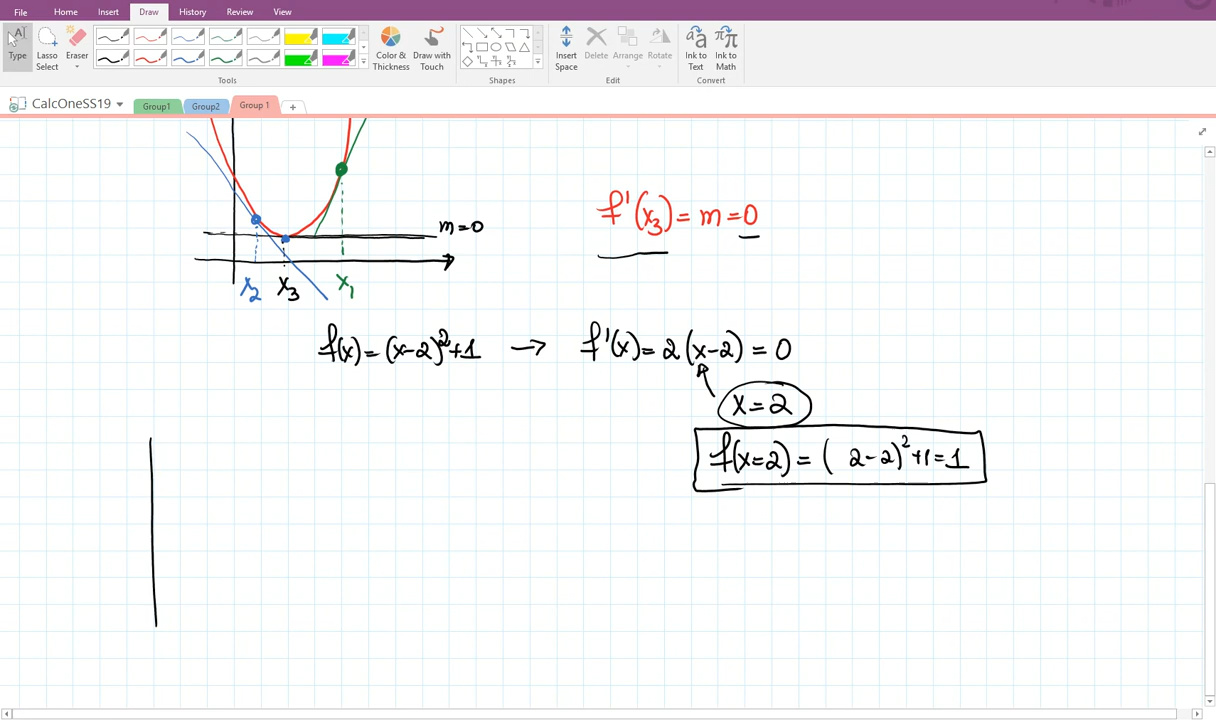 File Home Insert Draw History Review View
Type Lasso Select Eraser Color & Thickness Draw with Touch Insert Space Delete Arrange Rotate Ink to Text Ink to Math
Tools Shapes Edit Convert
CalcOneSS19 Group1 Group2 Group 1
f'(x₃) = m = 0
m=0
x₂ x₃ x₁
f(x) = (x-2)²+1 → f'(x) = 2(x-2) = 0
x=2
f(x=2) = ( 2-2)²+1=1